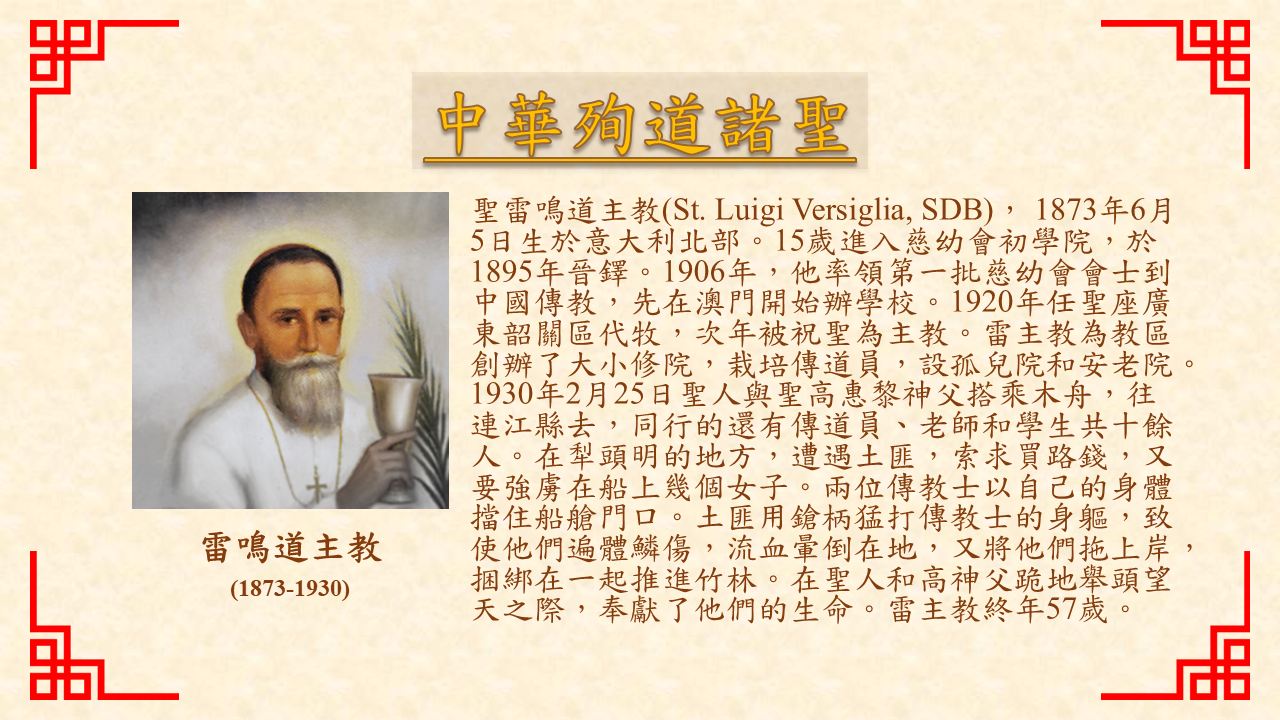 中華殉道諸聖
聖雷鳴道主教(St. Luigi Versiglia, SDB)， 1873年6月
5日生於意大利北部。15歲進入慈幼會初學院，於
1895年晉鐸。1906年，他率領第一批慈幼會會士到
中國傳教，先在澳門開始辦學校。1920年任聖座廣
東韶關區代牧，次年被祝聖為主教。雷主教為教區
創辦了大小修院，栽培傳道員，設孤兒院和安老院。
1930年2月25日聖人與聖高惠黎神父搭乘木舟，往
連江縣去，同行的還有傳道員、老師和學生共十餘
人。在犁頭明的地方，遭遇土匪，索求買路錢，又
要強虜在船上幾個女子。兩位傳教士以自己的身體
擋住船艙門口。土匪用鎗柄猛打傳教士的身軀，致
使他們遍體鱗傷，流血暈倒在地，又將他們拖上岸，
捆綁在一起推進竹林。在聖人和高神父跪地舉頭望
天之際，奉獻了他們的生命。雷主教終年57歲。
雷鳴道主教
(1873-1930)